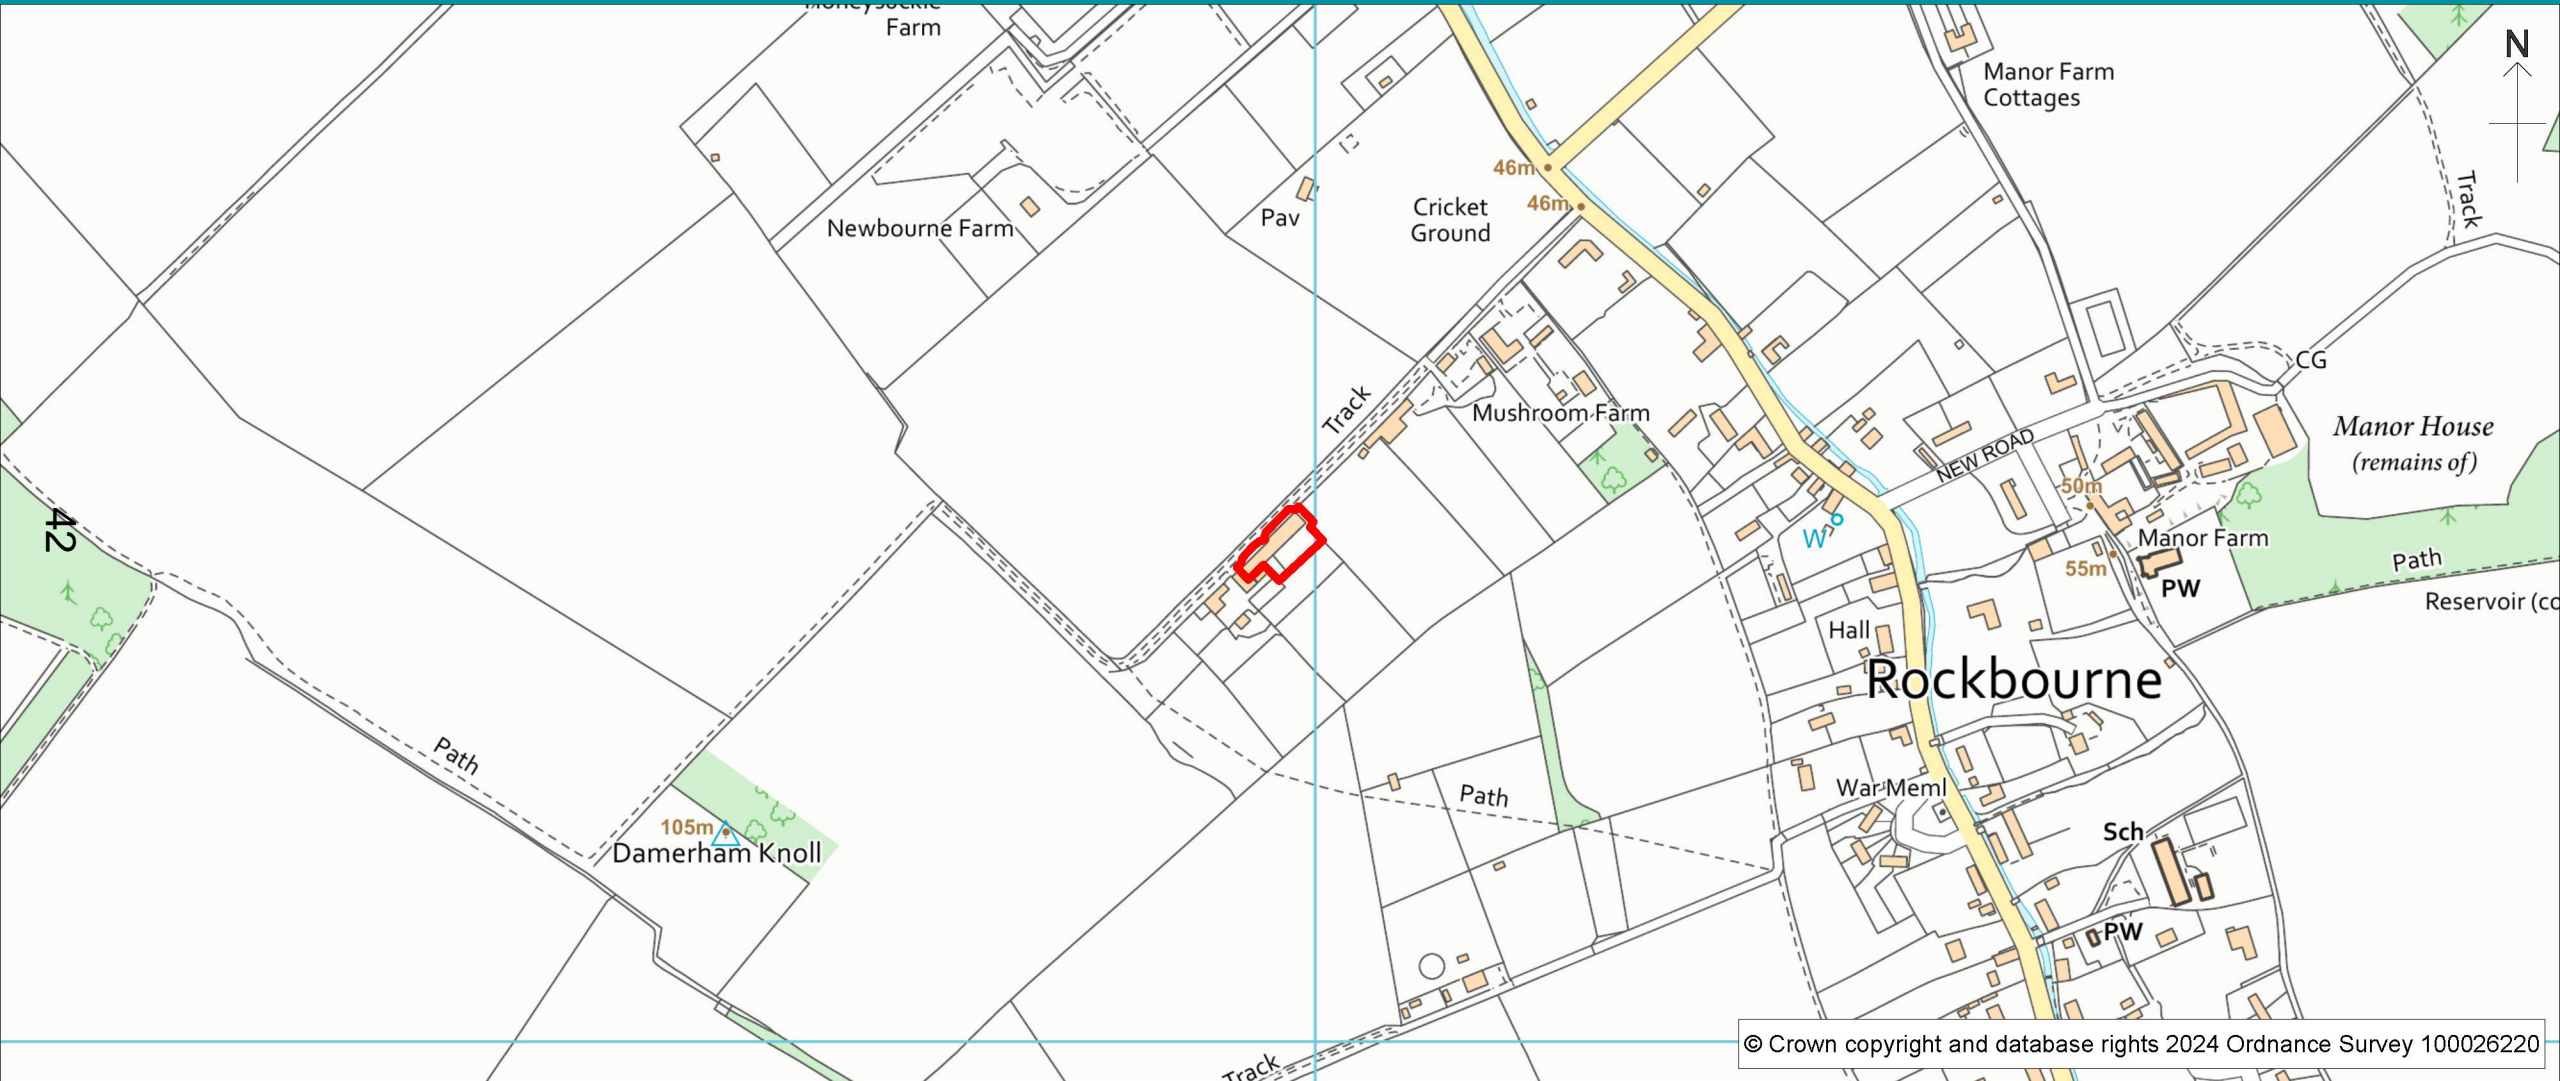 Farm
N
Manor Farm
Cottages
46m
Track
46m
Cricket
Ground
Pav
Newbourne Farm
CG
Track
Mushroom Farm
Manor House
(remains of)
NEW ROAD
50m
42
W
Manor Farm
55m
Path
PW
Reservoir (co
Hall
Rockbourne
Path
War Meml
Path
105m
Damerham Knoll
Sch
PW
Track
© Crown copyright and database rights 2024 Ordnance Survey 100026220